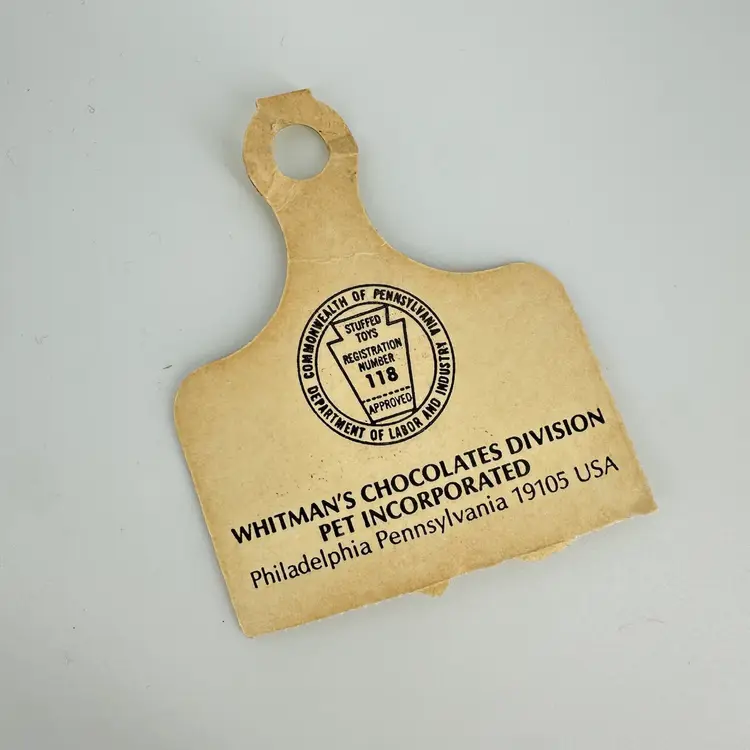 COMMONWEALTH OF PENNSYLVANIA
DEPARTMENT OF LABOR AND INDUSTRY
STUFFED
TOYS
REGISTRATION
NUMBER
118
APPROVED
WHITMAN'S CHOCOLATES DIVISION
PET INCORPORATED
Philadelphia Pennsylvania 19105 USA